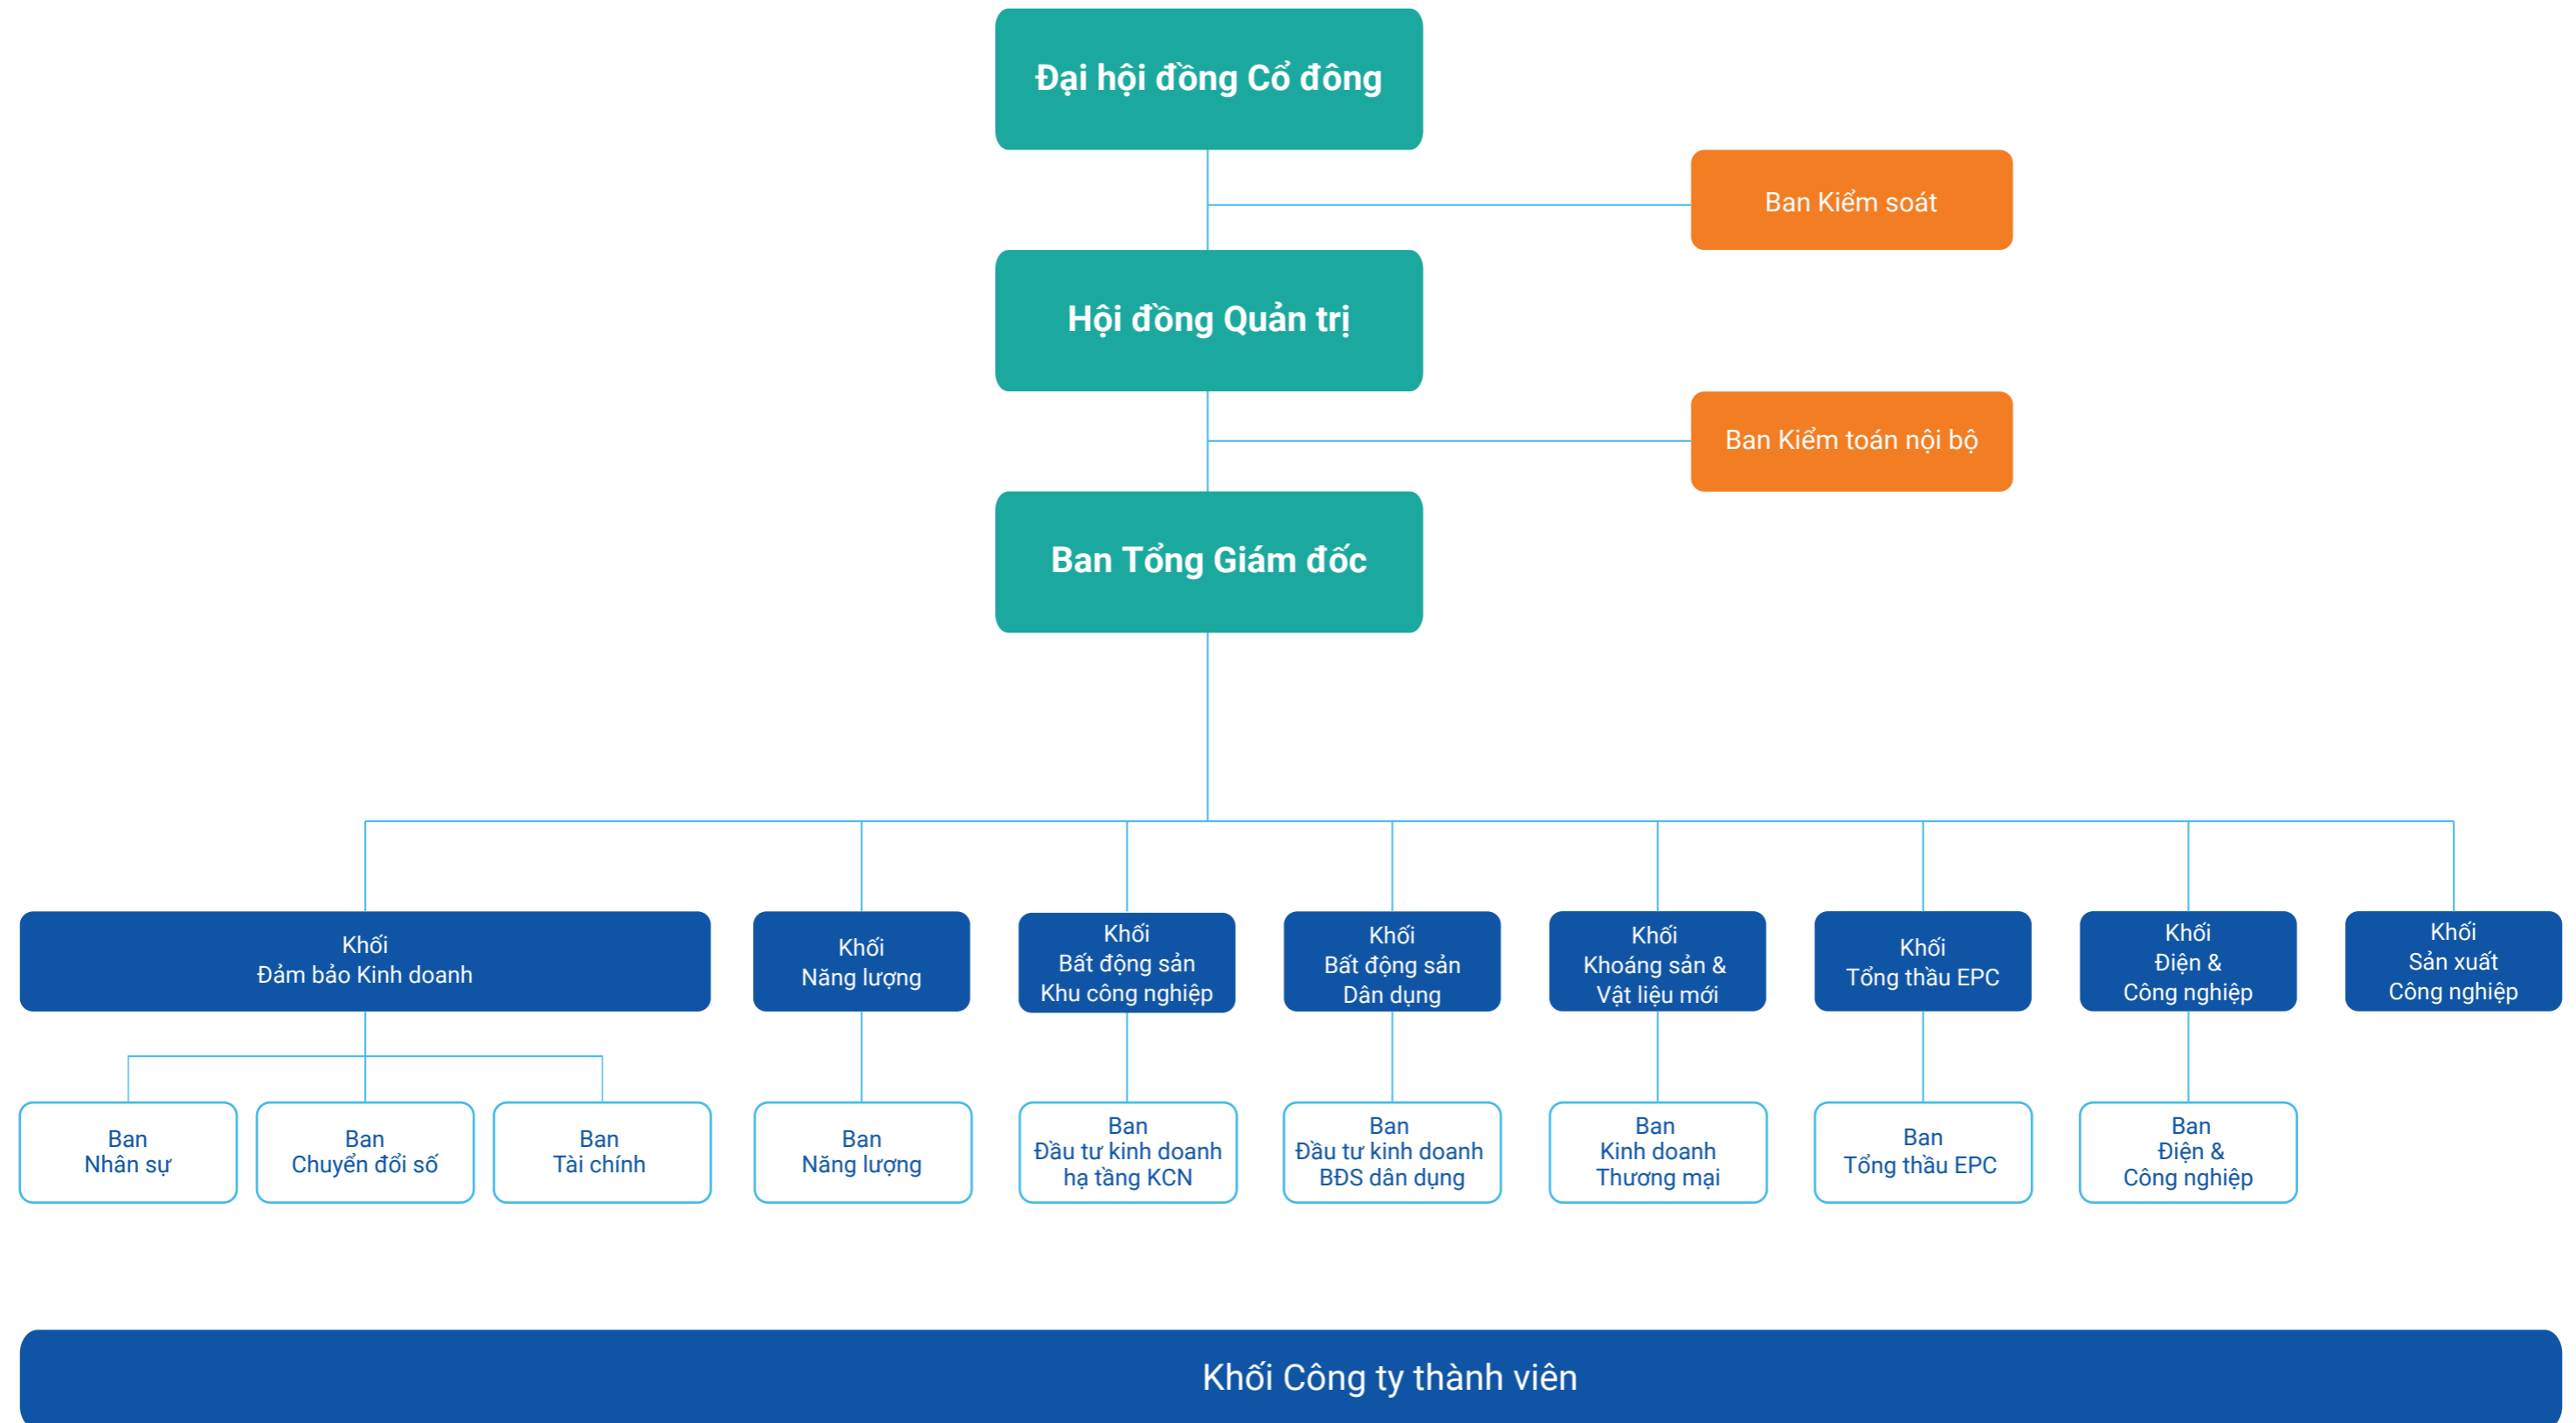 Đại hội đồng Cổ đông
Ban Kiểm soát
Hội đồng Quản trị
Ban Kiểm toán nội bộ
Ban Tổng Giám đốc
Khối
Đảm bảo Kinh doanh
Khối
Năng lượng
Khối
Bất động sản
Khu công nghiệp
Khối
Bất động sản
Dân dụng
Khối
Khoáng sản &
Vật liệu mới
Khối
Tổng thầu EPC
Khối
Điện &
Công nghiệp
Khối
Sản xuất
Công nghiệp
Ban
Nhân sự
Ban
Chuyển đổi số
Ban
Tài chính
Ban
Năng lượng
Ban
Đầu tư kinh doanh
hạ tầng KCN
Ban
Đầu tư kinh doanh
BĐS dân dụng
Ban
Kinh doanh
Thương mại
Ban
Tổng thầu EPC
Ban
Điện &
Công nghiệp
Khối Công ty thành viên